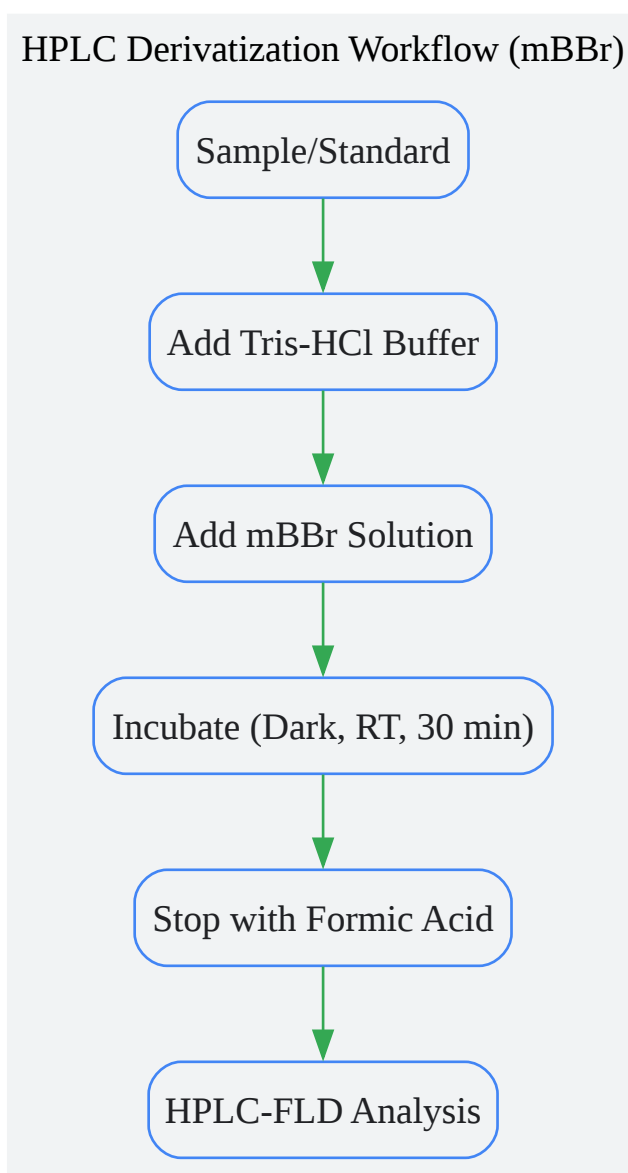 HPLC Derivatization Workflow (mBBr)
Sample/Standard
Add Tris-HCl Buffer
Add mBBr Solution
Incubate (Dark, RT, 30 min)
Stop with Formic Acid
HPLC-FLD Analysis